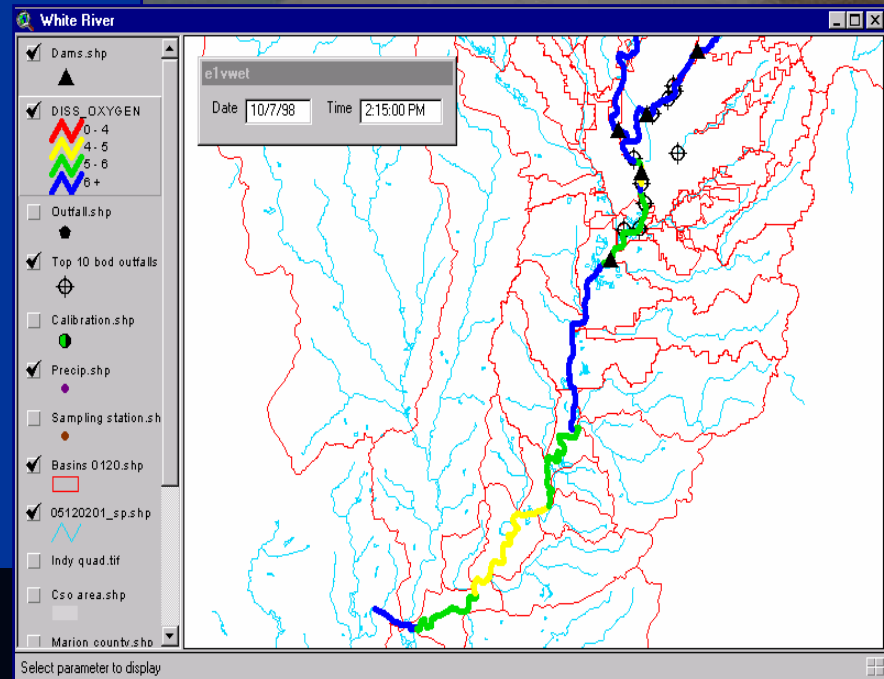 White River
Dams.shp
DISS_OXYGEN
0 - 4
4 - 5
5 - 6
6 +
Outfall.shp
Top 10 bod outfalls
Calibration.shp
Precip.shp
Sampling station.sh
Basins 0120.shp
05120201_sp.shp
Indy quad.tif
Cso area.shp
Marion county.shp
e1vwet
Date 10/7/98 Time 2:15:00 PM
Select parameter to display